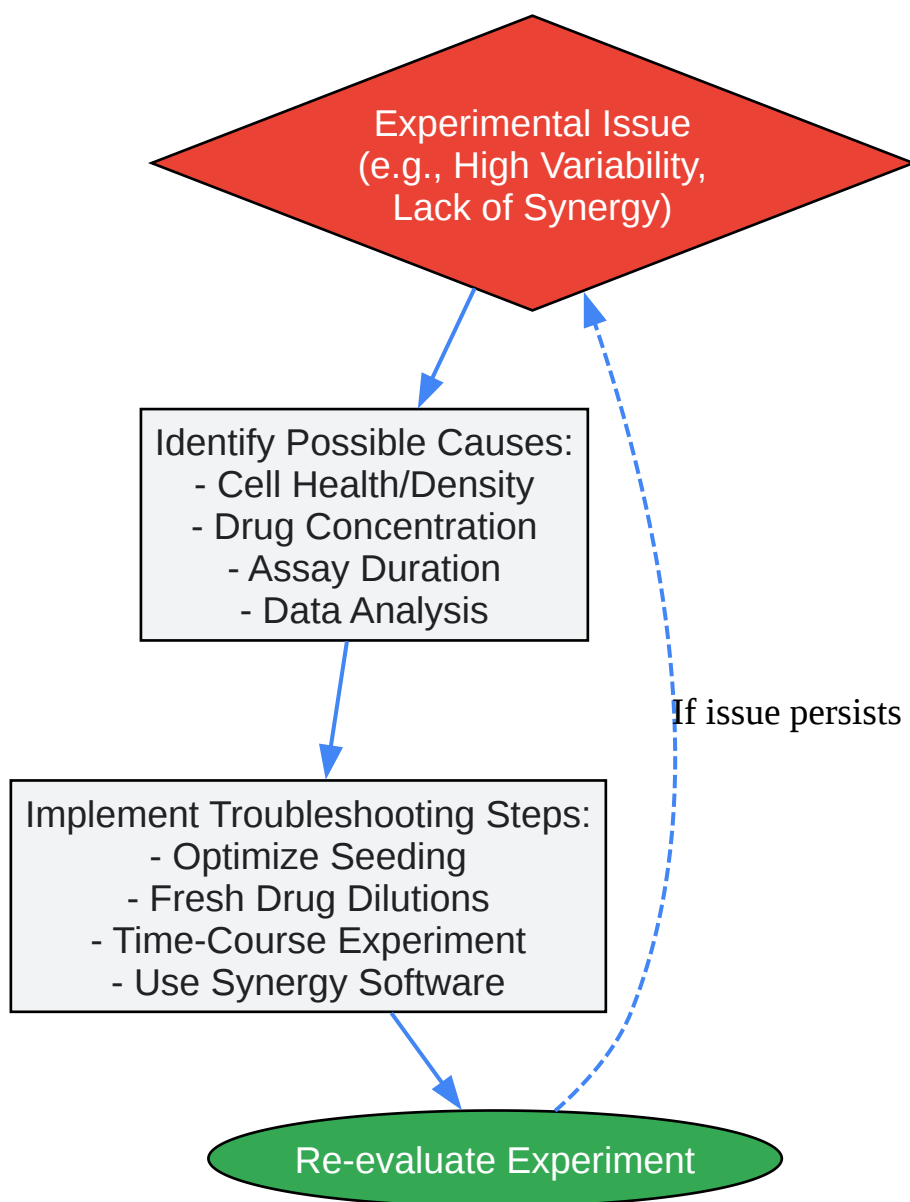 Experimental Issue
(e.g., High Variability,
Lack of Synergy)
Identify Possible Causes:
- Cell Health/Density
- Drug Concentration
- Assay Duration
- Data Analysis
If issue persists
Implement Troubleshooting Steps:
- Optimize Seeding
- Fresh Drug Dilutions
- Time-Course Experiment
- Use Synergy Software
Re-evaluate Experiment